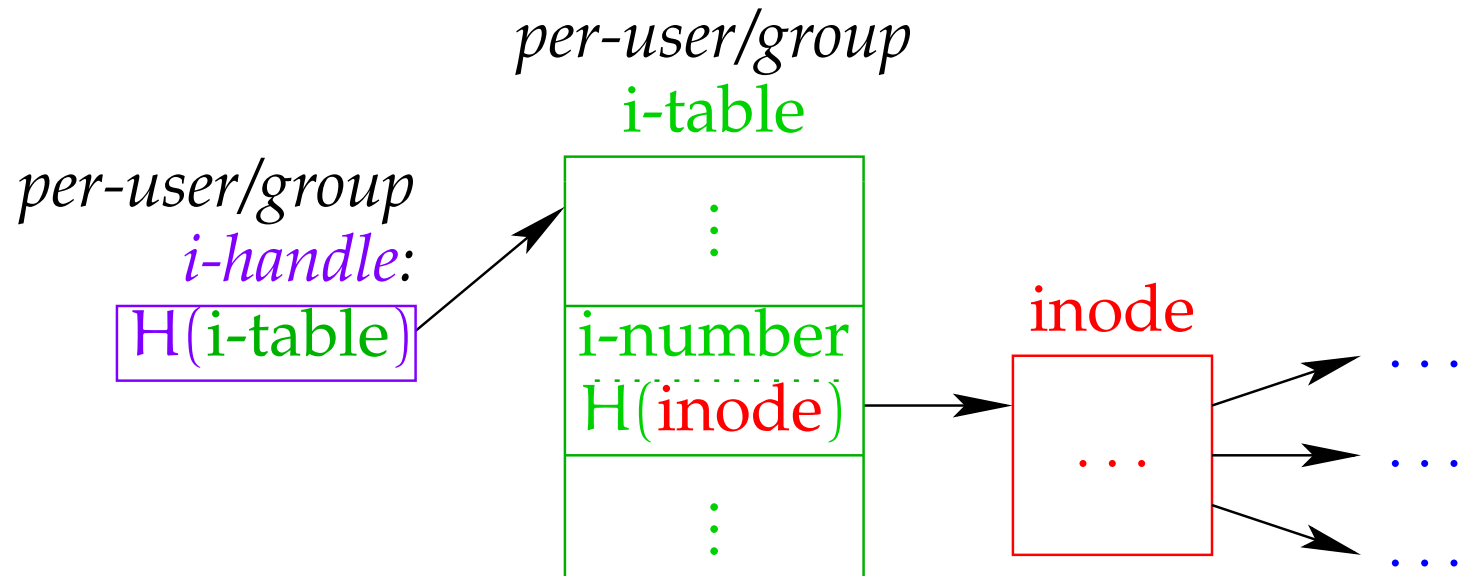 per-user/group
i-table
⋮
per-user/group
i-handle:
H(i-table)
i-number
H(inode)
⋮
inode
. . .
. . .
. . .
. . .